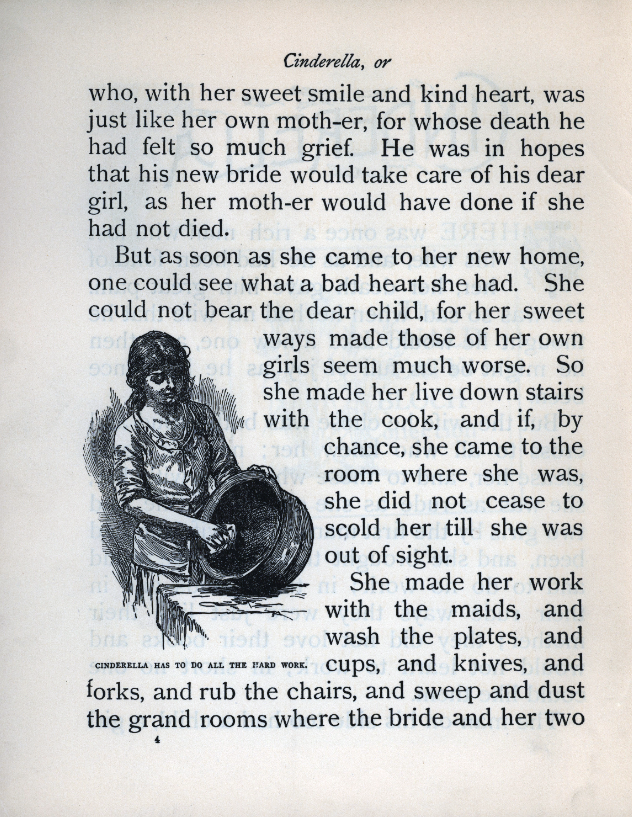 Cinderella, or
who, with her sweet smile and kind heart, was
just like her own moth-er, for whose death he
had felt so much grief. He was in hopes
that his new bride would take care of his dear
girl, as her moth-er would have done if she
had not died.
But as soon as she came to her new home,
one could see what a bad heart she had. She
could not bear the dear child, for her sweet
ways made those of her own
girls seem much worse. So
she made her live down stairs
with the cook, and if, by
chance, she came to the
room where she was,
she did not cease to
scold her till she was
out of sight.
She made her work
with the maids, and
wash the plates, and
cups, and knives, and
forks, and rub the chairs, and sweep and dust
the grand rooms where the bride and her two
CINDERELLA HAS TO DO ALL THE HARD WORK.
4